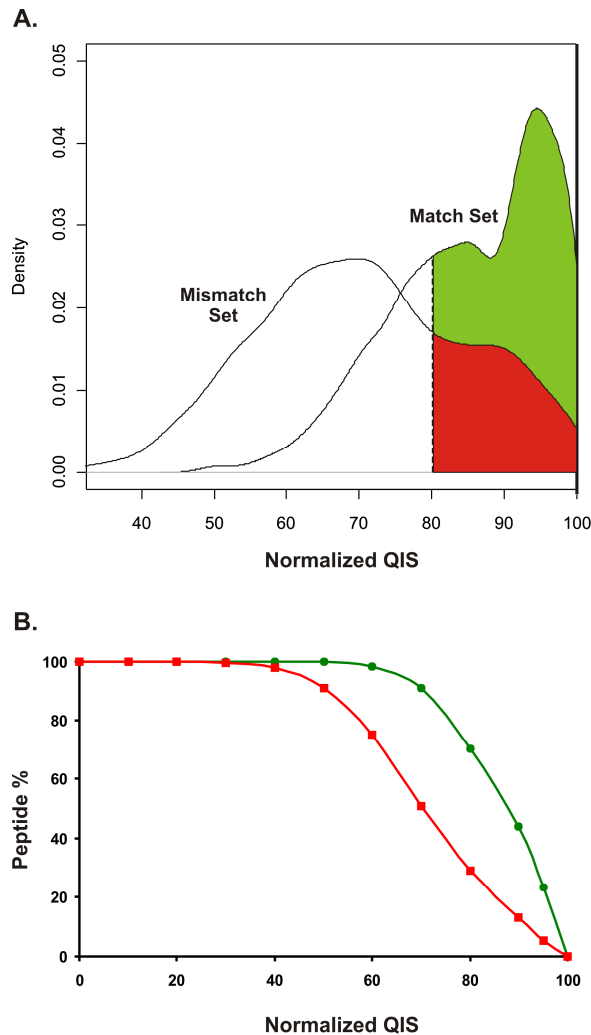 A.
0.05
0.04
0.03
0.02
0.01
0.00
Density
Mismatch
Set
Match Set
40 50 60 70 80 90 100
Normalized QIS
B.
100
80
60
40
20
0
Peptide %
0 20 40 60 80 100
Normalized QIS